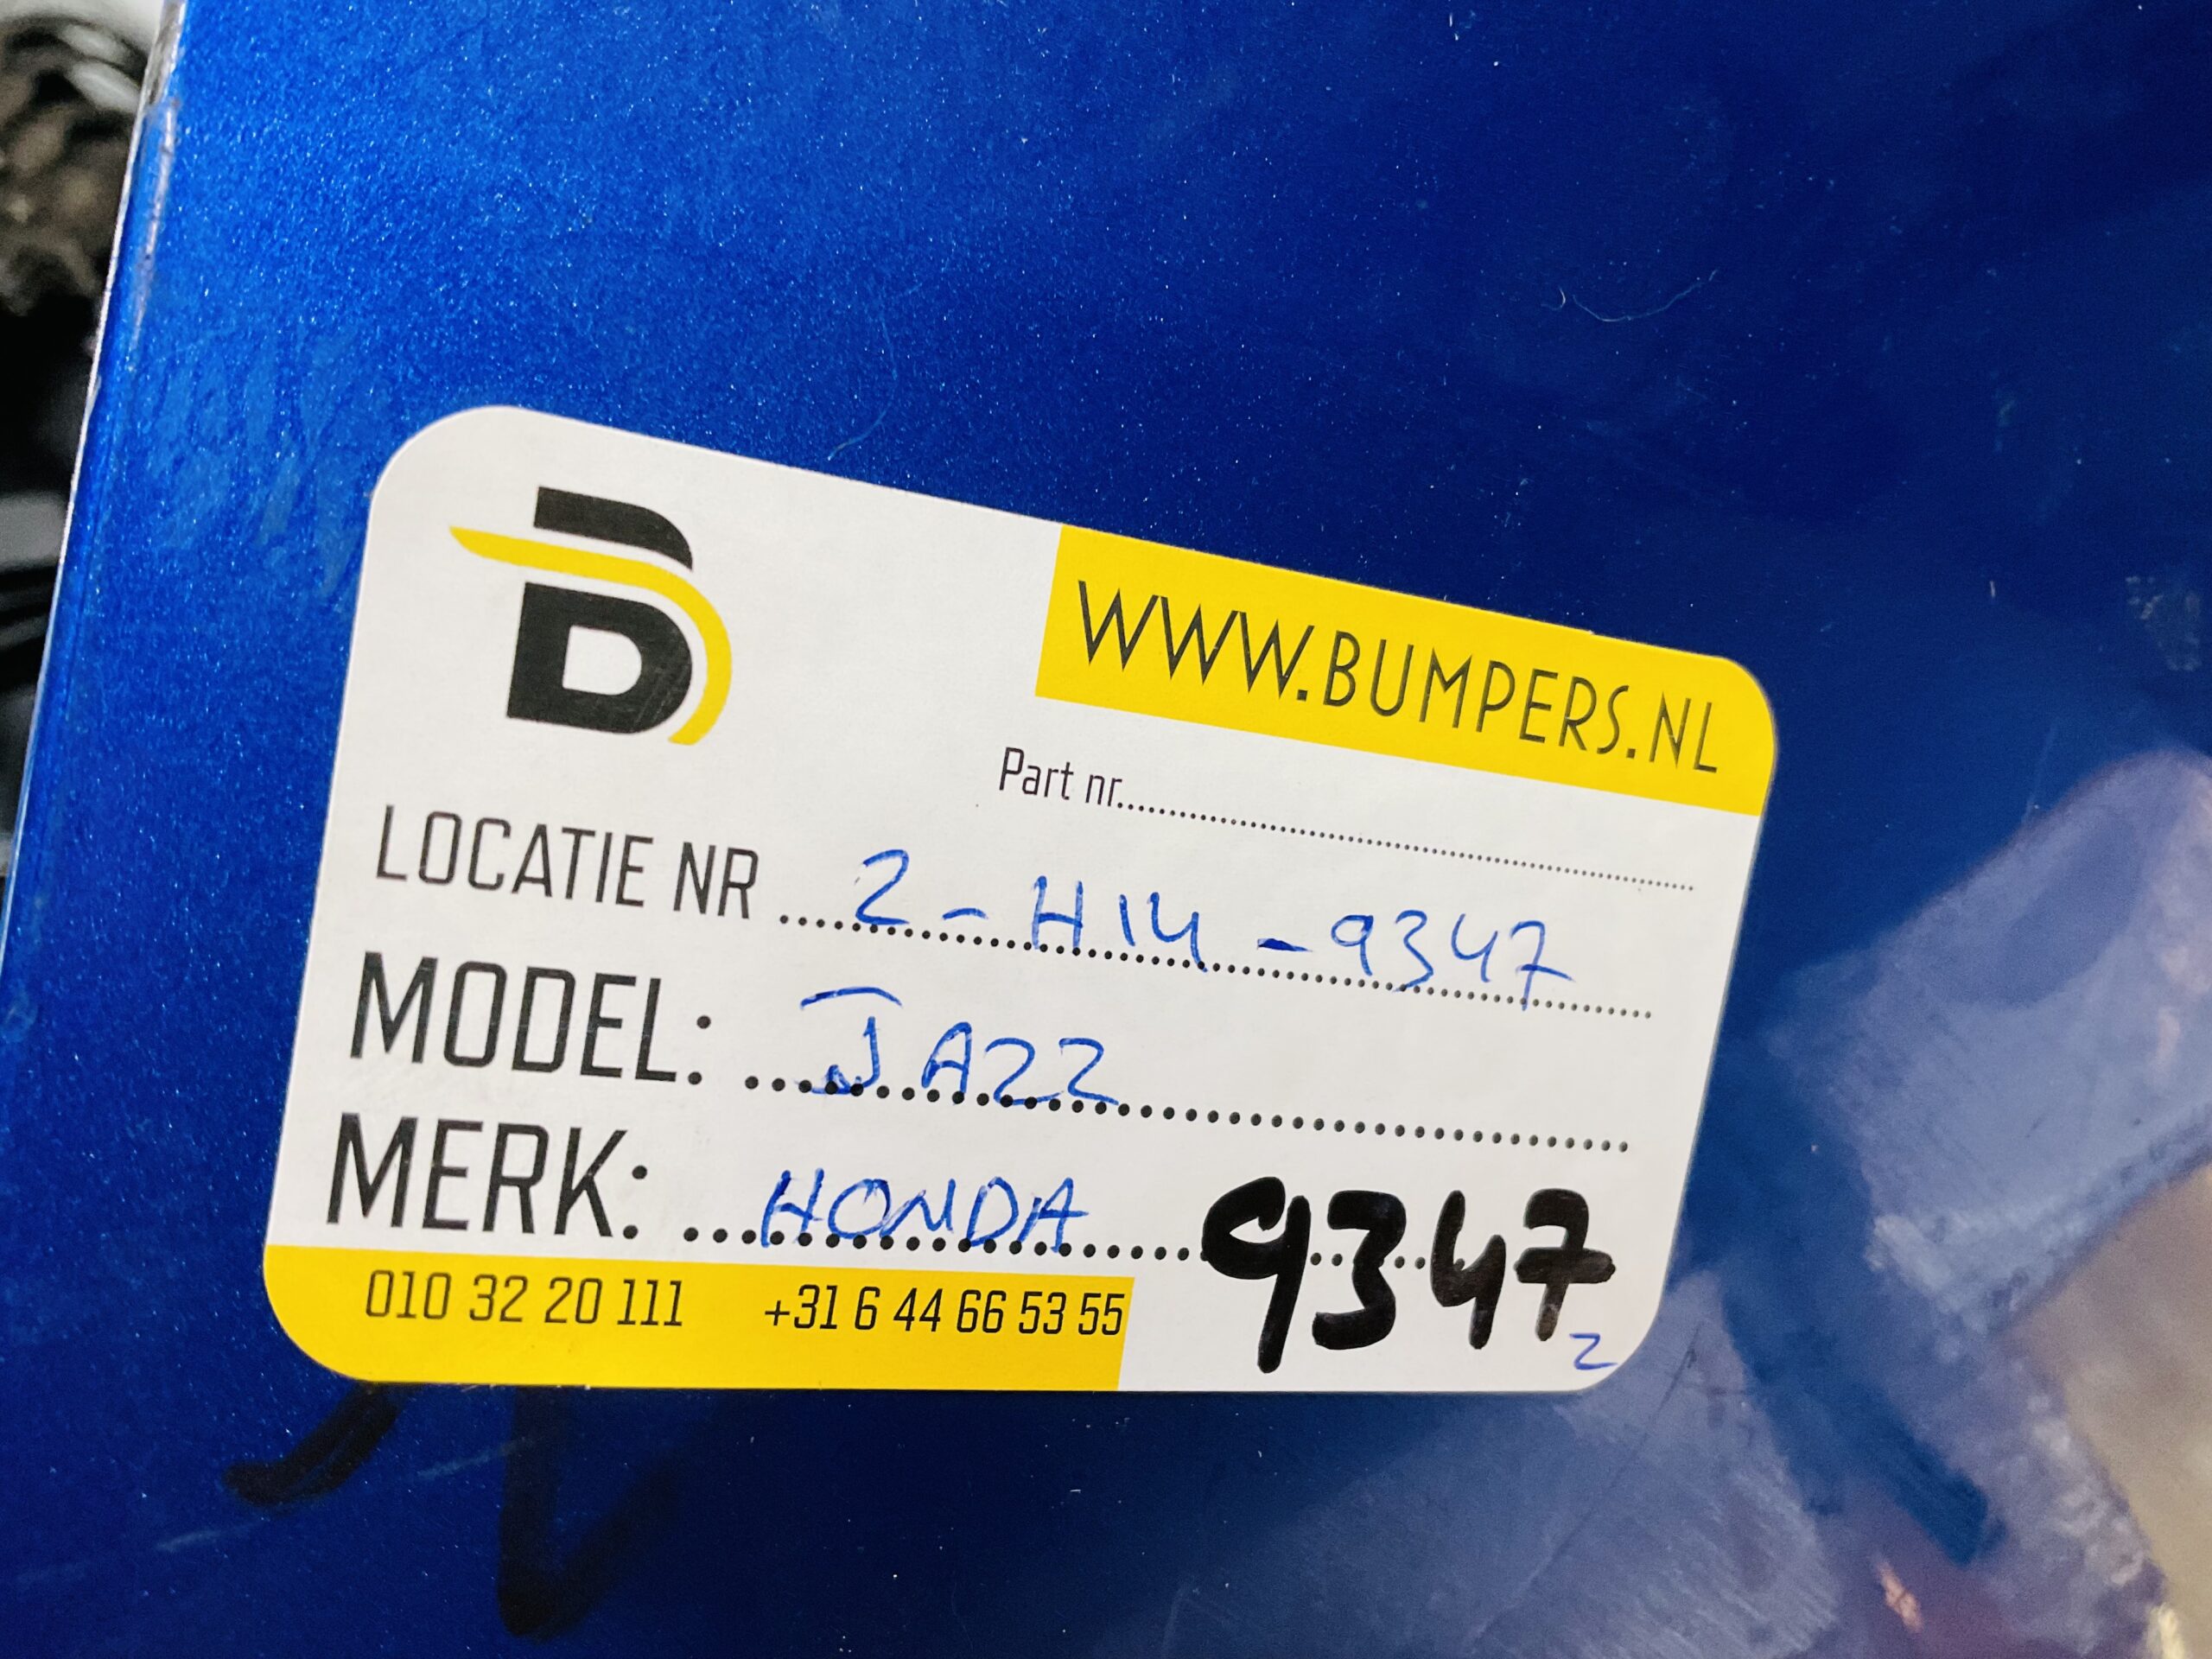 B
WWW.BUMPERS.NL
Part nr.............................
LOCATIE NR 2 - H14 - 9347
MODEL: JAZZ
MERK: HONDA 9347
010 32 20 111 +31 6 44 66 53 55
2